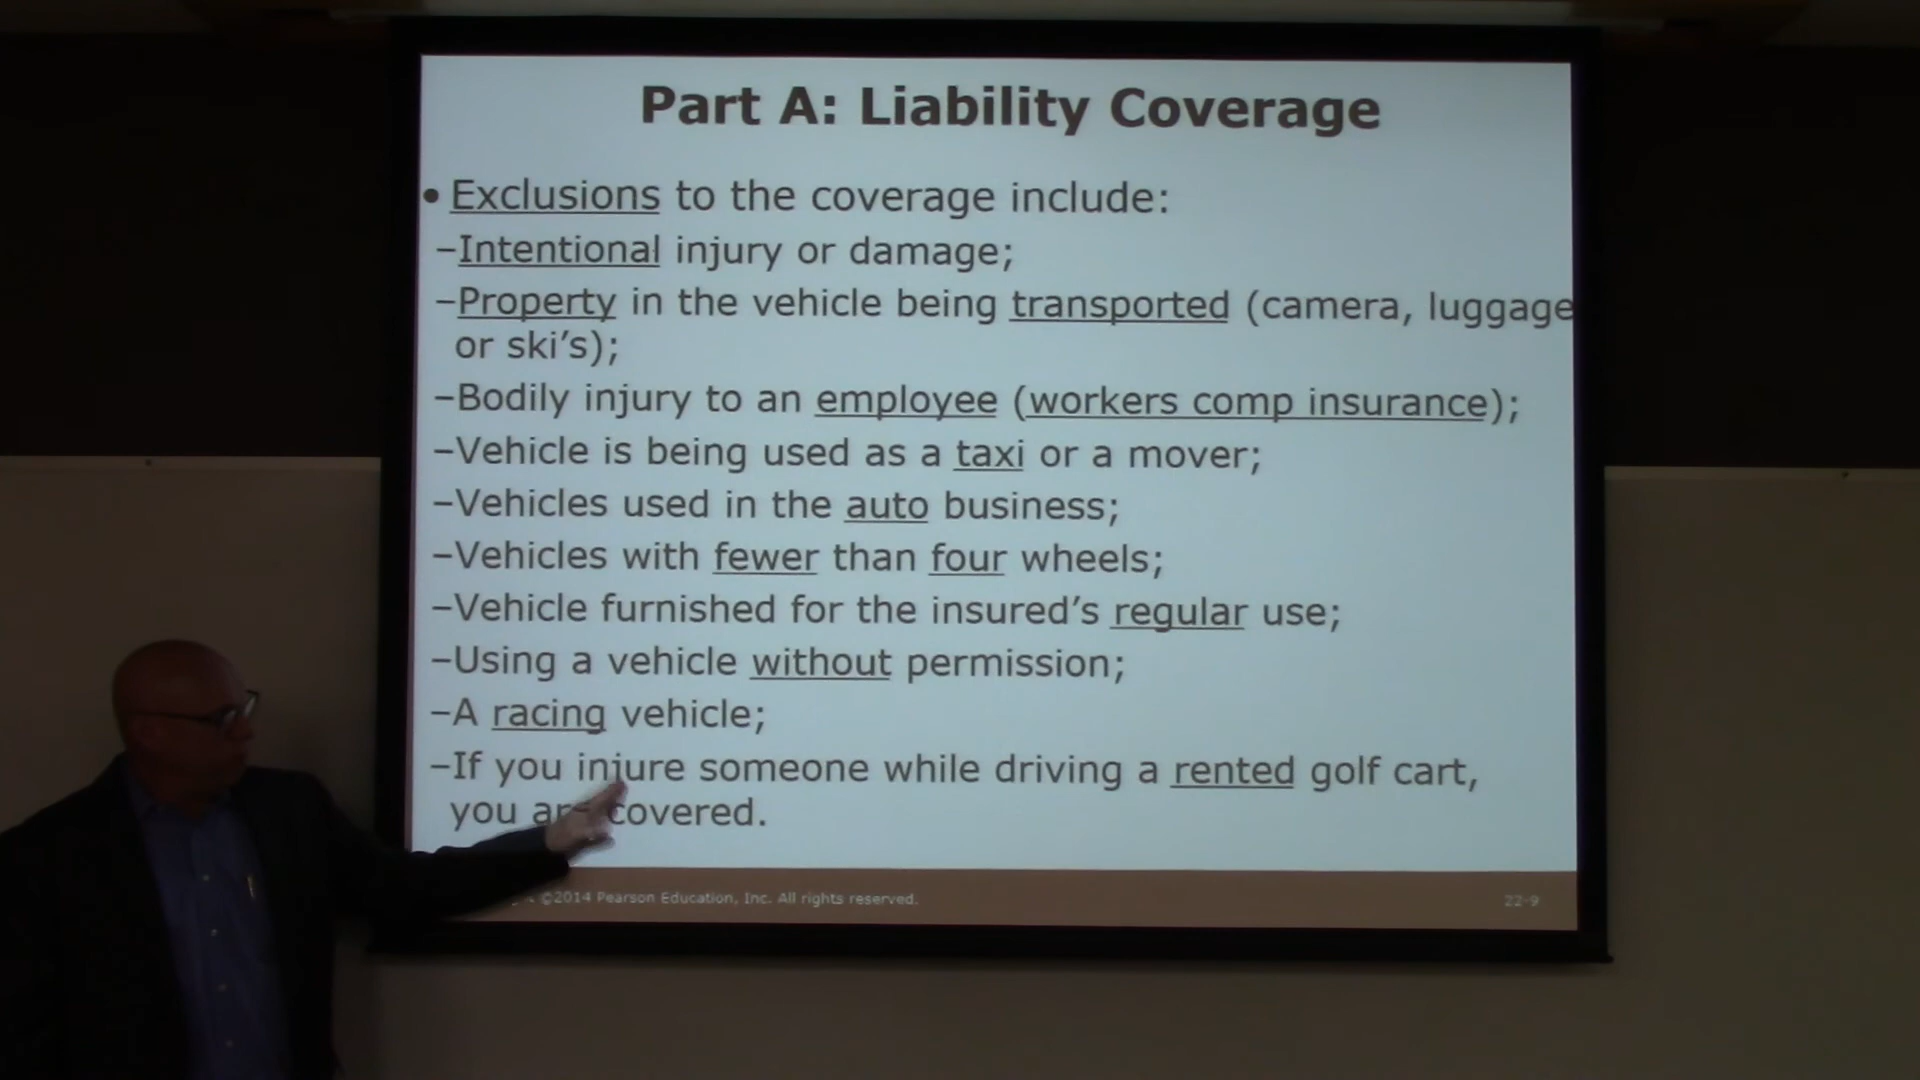 Part A: Liability Coverage
• Exclusions to the coverage include:
–Intentional injury or damage;
–Property in the vehicle being transported (camera, luggage
or ski's);
–Bodily injury to an employee (workers comp insurance);
–Vehicle is being used as a taxi or a mover;
–Vehicles used in the auto business;
–Vehicles with fewer than four wheels;
–Vehicle furnished for the insured's regular use;
–Using a vehicle without permission;
–A racing vehicle;
–If you injure someone while driving a rented golf cart,
you are covered.
©2014 Pearson Education, Inc. All rights reserved.
22-9